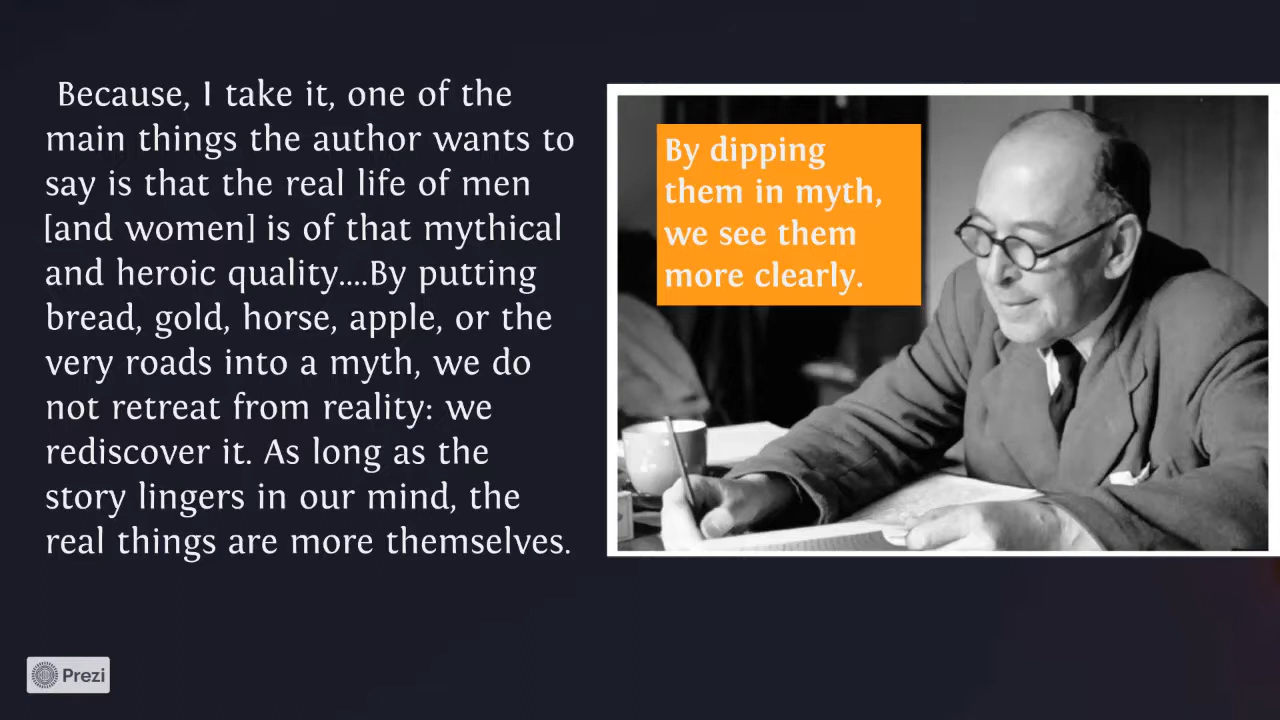 Because, I take it, one of the
main things the author wants to
say is that the real life of men
[and women] is of that mythical
and heroic quality....By putting
bread, gold, horse, apple, or the
very roads into a myth, we do
not retreat from reality: we
rediscover it. As long as the
story lingers in our mind, the
real things are more themselves.
By dipping
them in myth,
we see them
more clearly.
Prezi